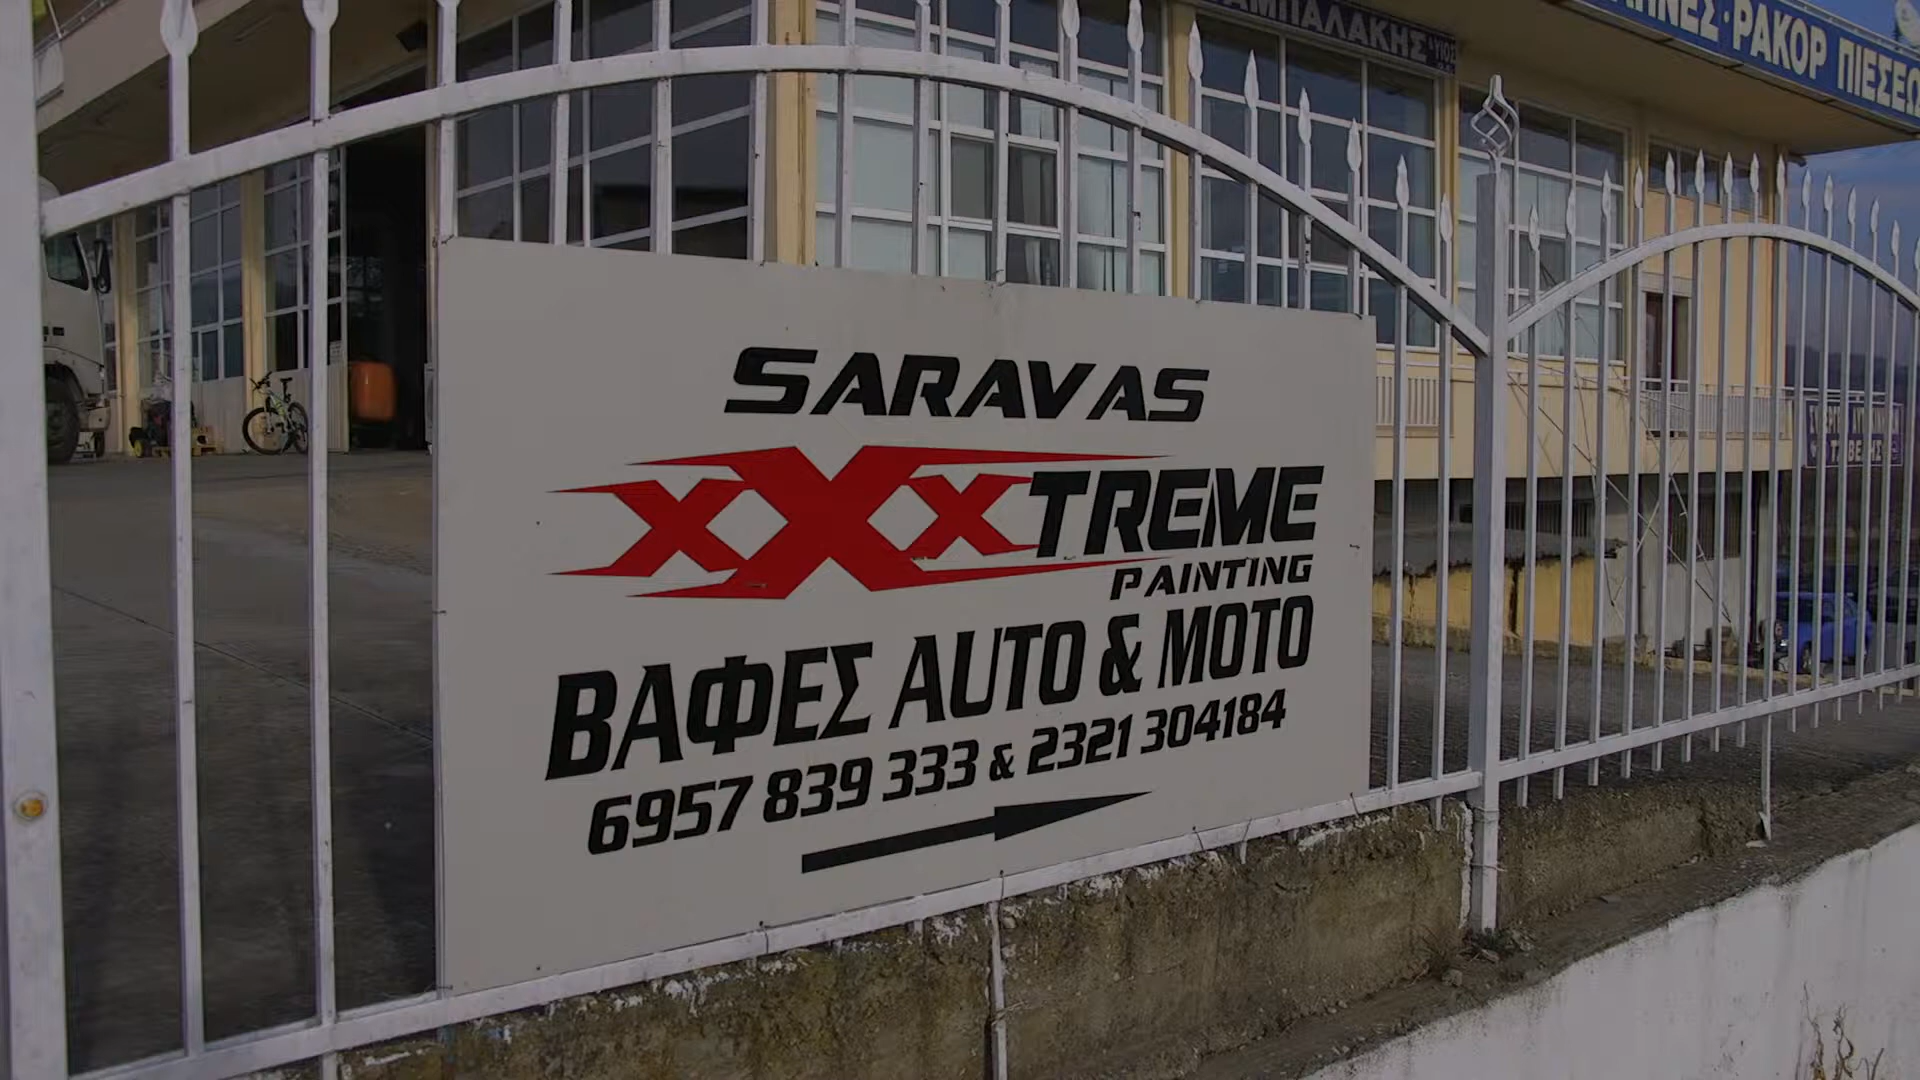 ΡΑΚΟΡ ΠΙΕΣΕΩ
SARAVAS
XXXTREME
PAINTING
ΒΑΦΕΣ AUTO & MOTO
6957 839 333 & 2321 304184